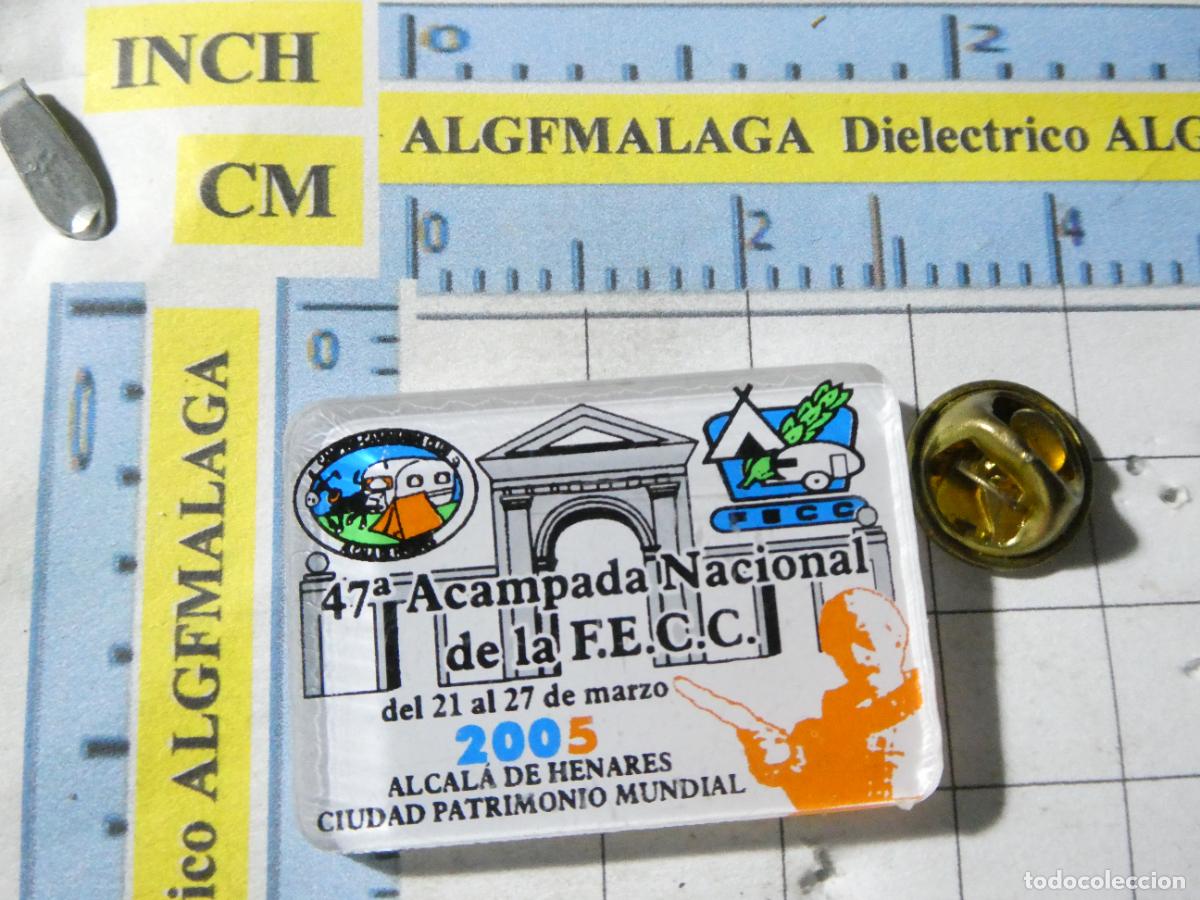 INCH
0 2
CM
ALGFMALAGA Dielectrico ALG
0 2 4
0
0
ico ALGFMALAGA
FECC
47ª Acampada Nacional
de la F.E.C.C.
del 21 al 27 de marzo
2005
ALCALÁ DE HENARES
CIUDAD PATRIMONIO MUNDIAL
todocoleccion